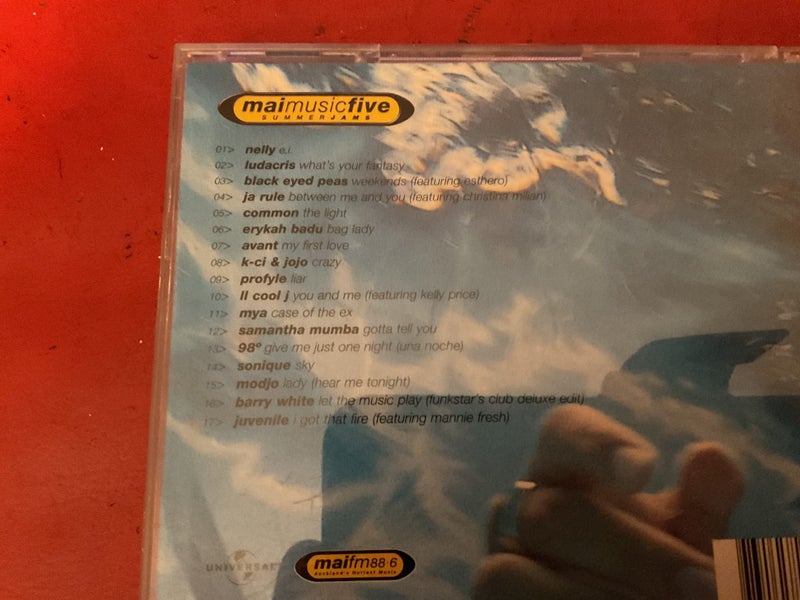 maimusicfive
SUMMERJAMS
01> nelly e.i.
02> ludacris what's your fantasy
03> black eyed peas weekends (featuring esthero)
04> ja rule between me and you (featuring christina milian)
05> common the light
06> erykah badu bag lady
07> avant my first love
08> k-ci & jojo crazy
09> profyle liar
10> ll cool j you and me (featuring kelly price)
11> mya case of the ex
12> samantha mumba gotta tell you
13> 98° give me just one night (una noche)
14> sonique sky
15> modjo lady (hear me tonight)
16> barry white let the music play (funkstar's club deluxe edit)
17> juvenile i got that fire (featuring mannie fresh)
UNIVERSAL
maifm88·6
Auckland's Hottest Music